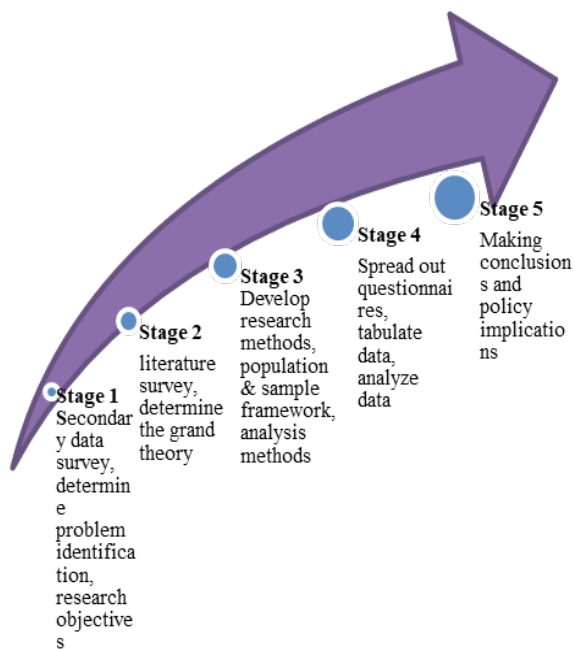 Stage 1
Secondar
y data
survey,
determin
e
problem
identifica
tion,
research
objective
s
Stage 2
literature
survey,
determine
the grand
theory
Stage 3
Develop
research
methods,
population
& sample
framework,
analysis
methods
Stage 4
Spread out
questionnai
res,
tabulate
data,
analyze
data
Stage 5
Making
conclusion
s and
policy
implicatio
ns